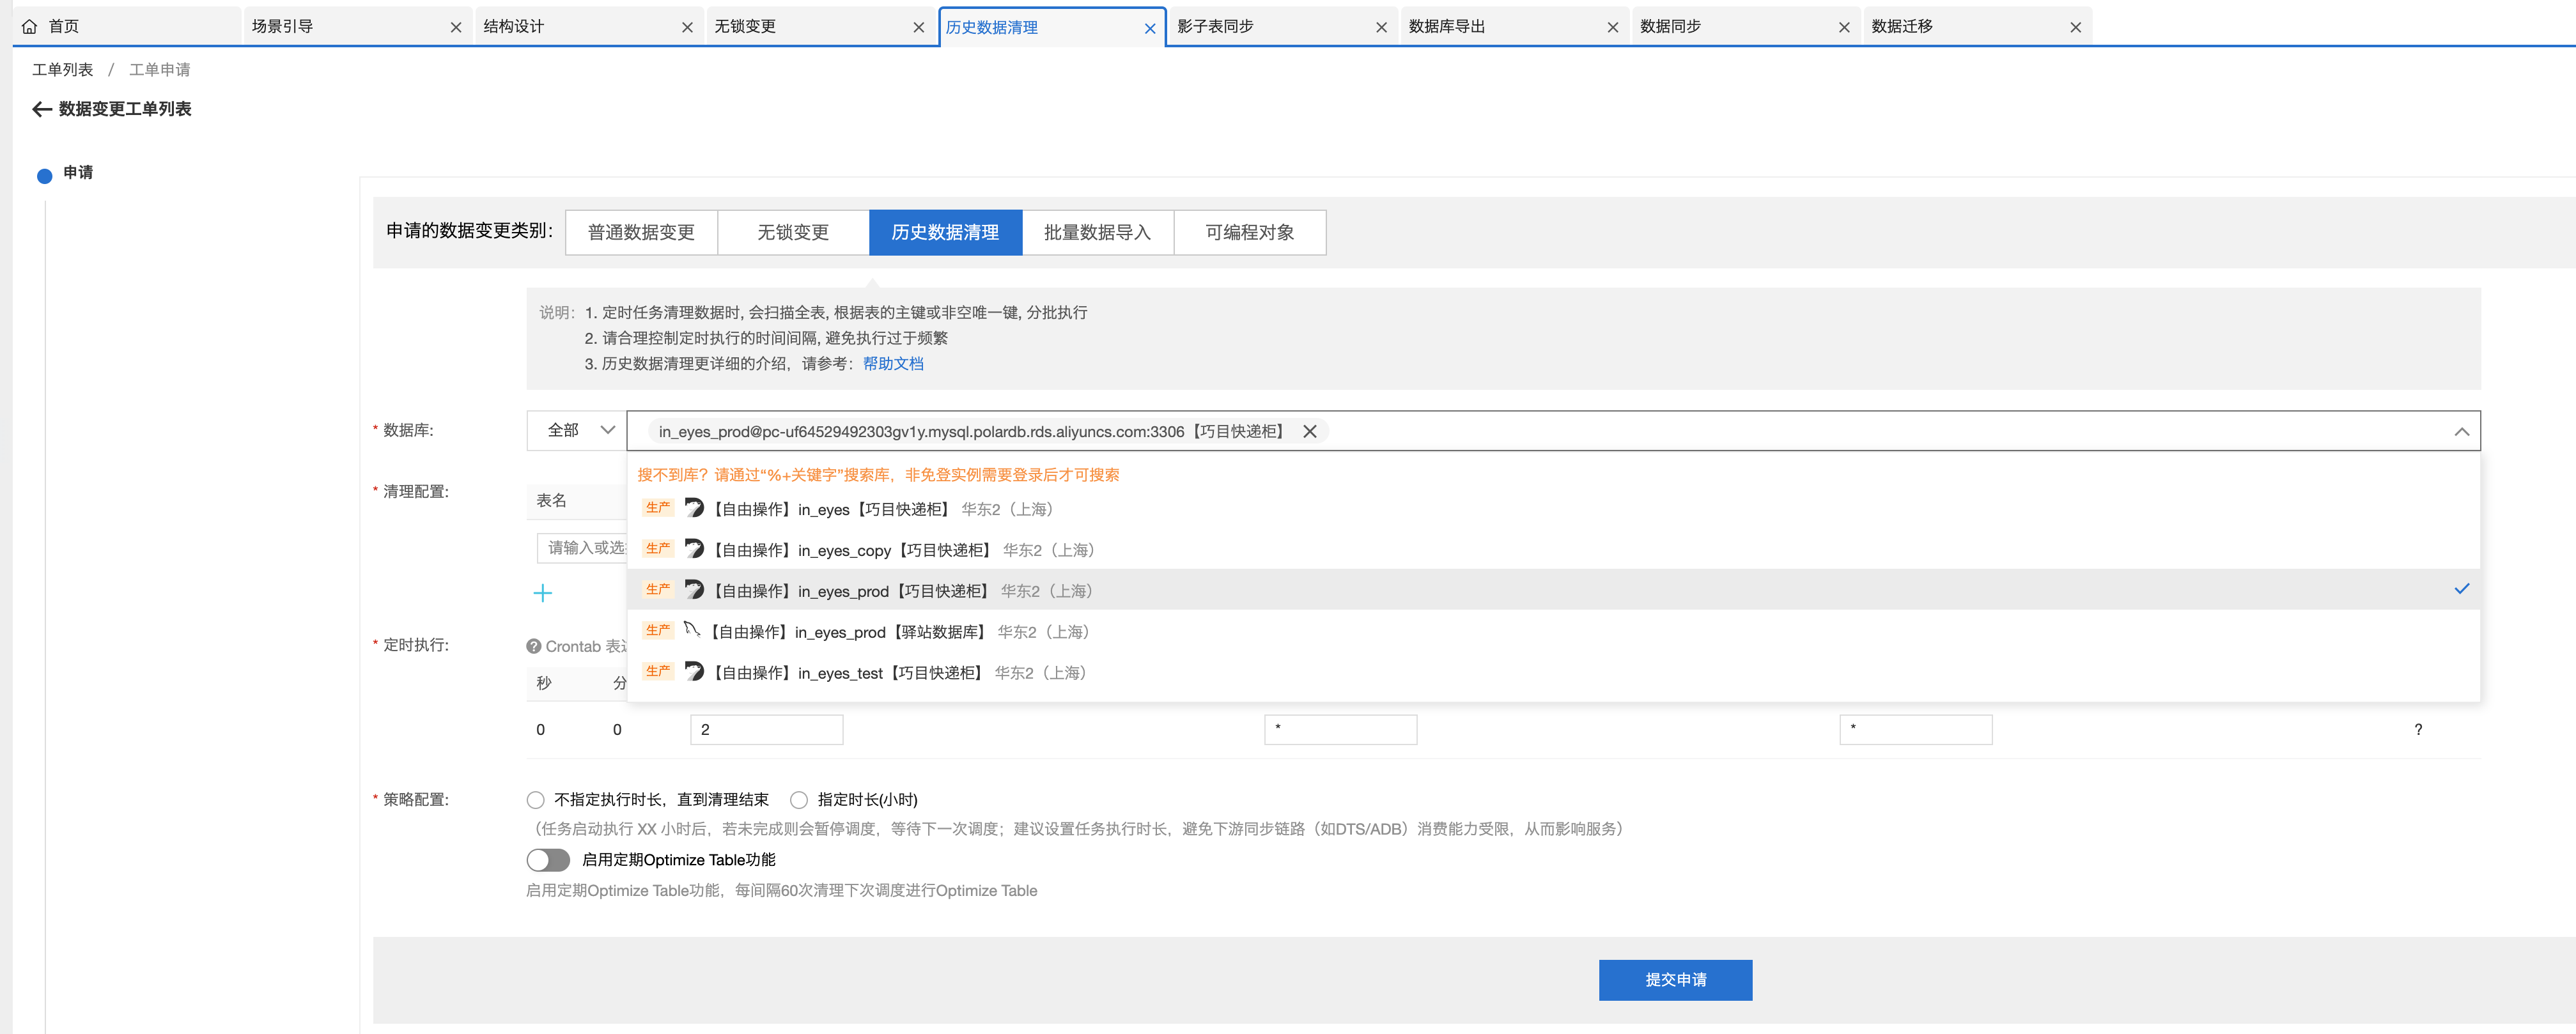 首页 场景引导 结构设计 无锁变更 历史数据清理 影子表同步 数据库导出 数据同步 数据迁移
工单列表 / 工单申请
数据变更工单列表
申请
申请的数据变更类别: 普通数据变更 无锁变更 历史数据清理 批量数据导入 可编程对象
说明: 1. 定时任务清理数据时, 会扫描全表, 根据表的主键或非空唯一键, 分批执行
2. 请合理控制定时执行的时间间隔, 避免执行过于频繁
3. 历史数据清理更详细的介绍，请参考：帮助文档
* 数据库: 全部 in_eyes_prod@pc-uf64529492303gv1y.mysql.polardb.rds.aliyuncs.com:3306【巧目快递柜】
搜不到库？请通过“%+关键字”搜索库，非免登实例需要登录后才可搜索
* 清理配置: 表名
生产 【自由操作】in_eyes【巧目快递柜】 华东2（上海）
请输入或选
生产 【自由操作】in_eyes_copy【巧目快递柜】 华东2（上海）
生产 【自由操作】in_eyes_prod【巧目快递柜】 华东2（上海）
生产 【自由操作】in_eyes_prod【驿站数据库】 华东2（上海）
* 定时执行: Crontab 表
生产 【自由操作】in_eyes_test【巧目快递柜】 华东2（上海）
秒 分
0 0 2 * * ?
* 策略配置: 不指定执行时长，直到清理结束 指定时长(小时)
（任务启动执行 XX 小时后，若未完成则会暂停调度，等待下一次调度；建议设置任务执行时长，避免下游同步链路（如DTS/ADB）消费能力受限，从而影响服务）
启用定期Optimize Table功能
启用定期Optimize Table功能，每间隔60次清理下次调度进行Optimize Table
提交申请